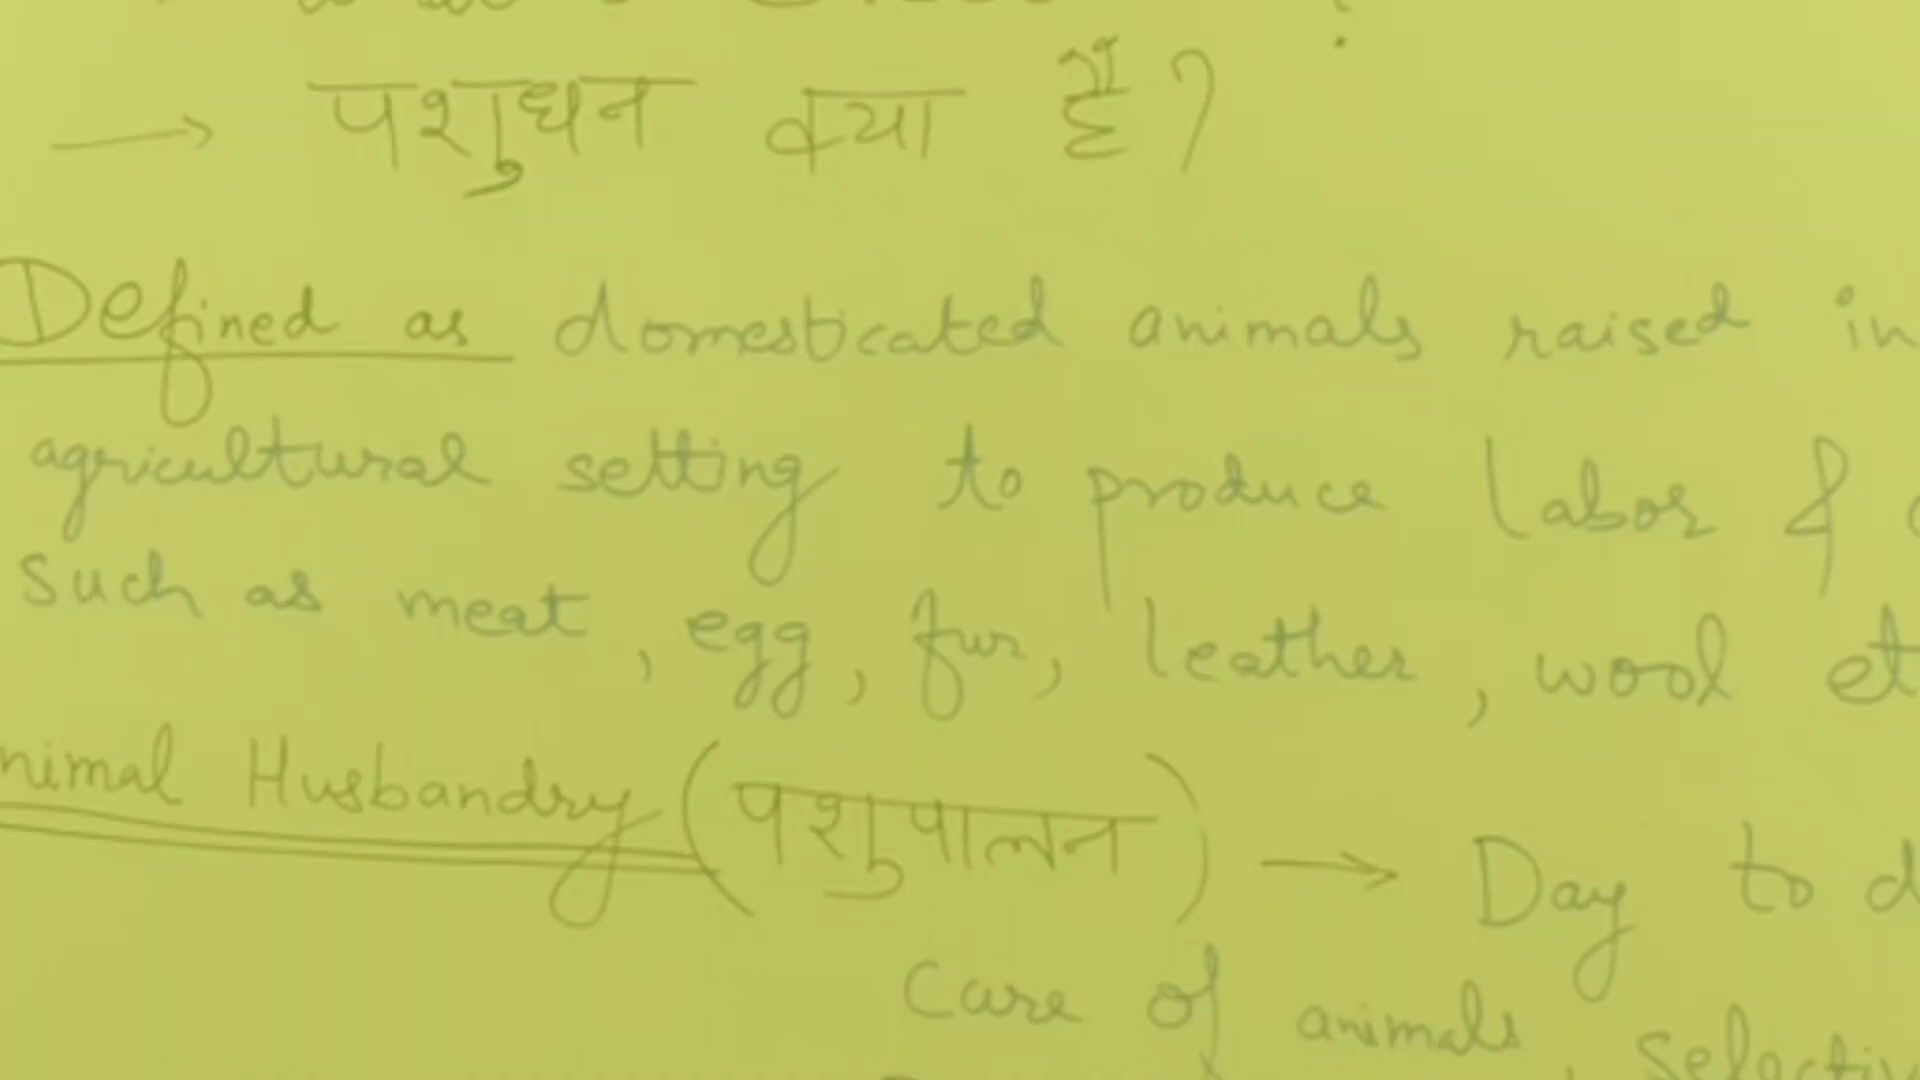 → पशुधन क्या है?
Defined as domesticated animals raised in
agricultural setting to produce labor &
such as meat, egg, fur, leather, wool
Husbandry (पशुपालन) → Day to
care of animals,